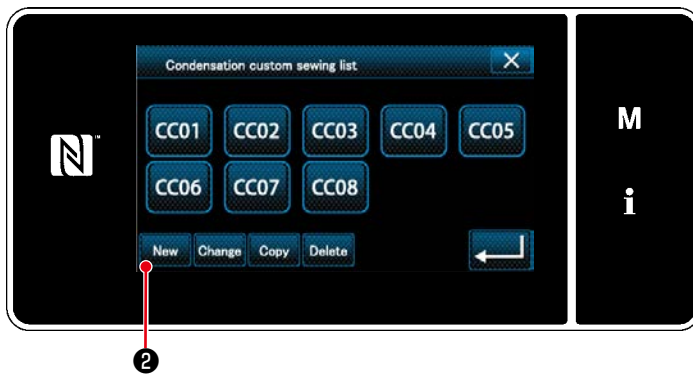 Condensation custom sewing list
CC01 CC02 CC03 CC04 CC05
CC06 CC07 CC08
New Change Copy Delete
M
i
N
❷